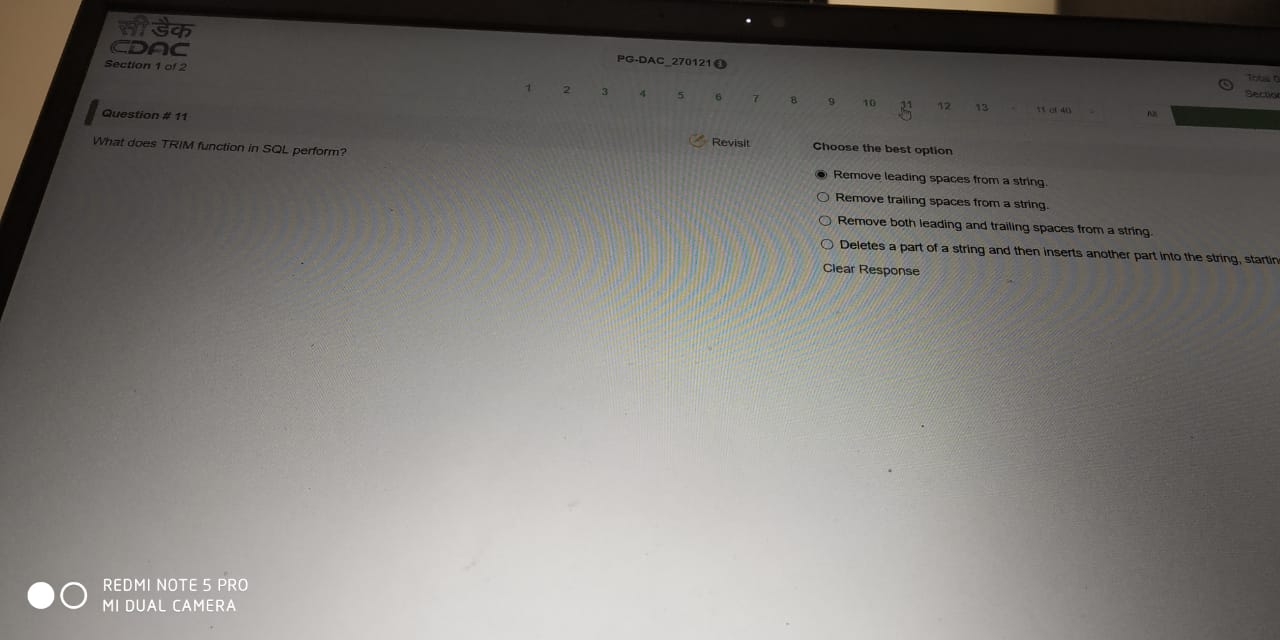 सी डैक
CDAC
Section 1 of 2
PG-DAC_270121
1 2 3 4 5 6 7 8 9 10 11 12 13 11 of 40 All
Total
Question # 11
What does TRIM function in SQL perform?
Revisit
Choose the best option
Remove leading spaces from a string.
Remove trailing spaces from a string.
Remove both leading and trailing spaces from a string.
Deletes a part of a string and then inserts another part into the string,
Clear Response
REDMI NOTE 5 PRO
MI DUAL CAMERA